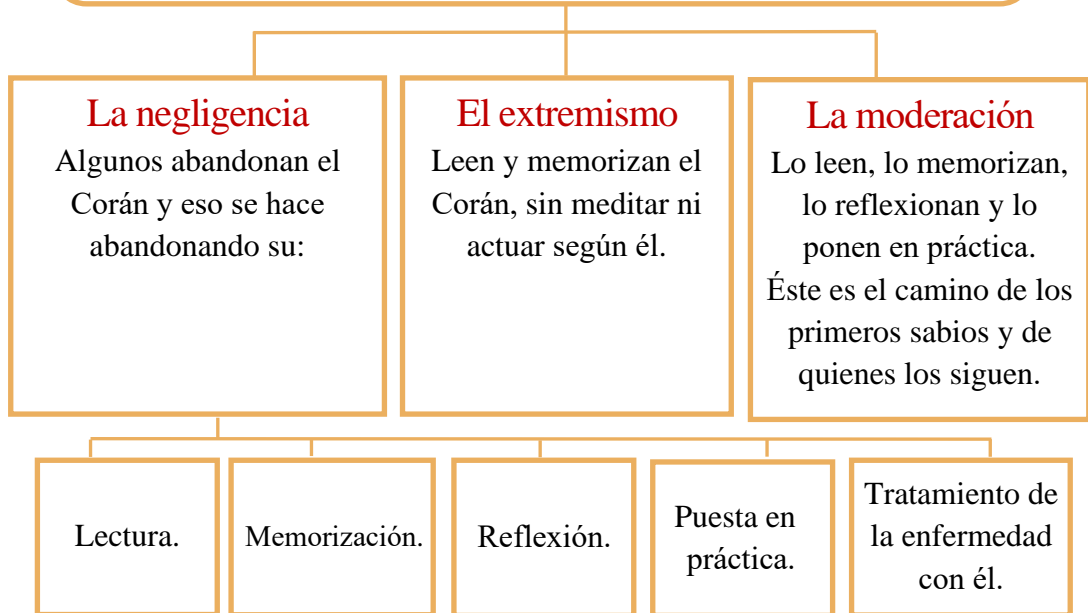 La negligencia
Algunos abandonan el
Corán y eso se hace
abandonando su:
El extremismo
Leen y memorizan el
Corán, sin meditar ni
actuar según él.
La moderación
Lo leen, lo memorizan,
lo reflexionan y lo
ponen en práctica.
Éste es el camino de los
primeros sabios y de
quienes los siguen.
Lectura.
Memorización.
Reflexión.
Puesta en
práctica.
Tratamiento de
la enfermedad
con él.